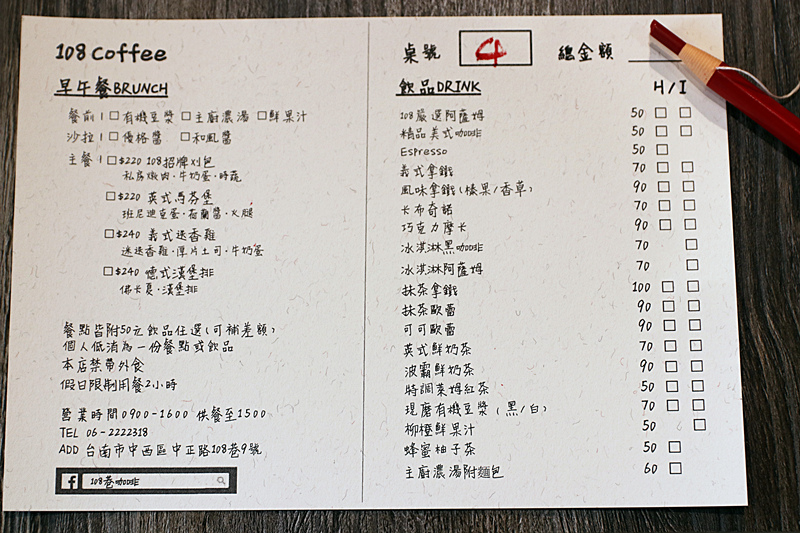 108 Coffee
早午餐BRUNCH
餐前 | □有機豆漿 □主廚濃湯 □鮮果汁
沙拉 | □優格醬 □和風醬
主餐 | □$220 108招牌刈包
私房燉肉·牛奶蛋·時蔬
□$220 英式馬芬堡
班尼迪克蛋·荷蘭醬·火腿
□$240 義式迷香雞
迷迭香雞·厚片土司·牛奶蛋
□$240 德式漢堡排
佛卡夏·漢堡排
餐點皆附50元飲品任選(可補差額)
個人低消為一份餐點或飲品
本店禁帶外食
假日限制用餐2小時
營業時間0900-1600 供餐至1500
TEL 06-2222318
ADD 台南市中西區中正路108巷9號
108巷咖啡
桌號 4 總金額
飲品DRINK H / I
108嚴選阿薩姆 50 □ □
精品美式咖啡 50 □ □
Espresso 50 □
義式拿鐵 70 □ □
風味拿鐵(榛果/香草) 90 □ □
卡布奇諾 70 □ □
巧克力摩卡 90 □ □
冰淇淋黑咖啡 70 □
冰淇淋阿薩姆 70 □
抹茶拿鐵 100 □ □
抹茶歐蕾 90 □ □
可可歐蕾 90 □ □
英式鮮奶茶 70 □ □
波霸鮮奶茶 90 □ □
特調萊姆紅茶 50 □ □
現磨有機豆漿(黑/白) 70 □ □
柳橙鮮果汁 50 □
蜂蜜柚子茶 50 □
主廚濃湯附麵包 60 □